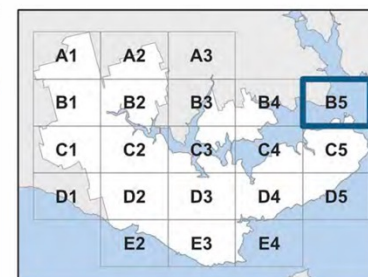 A1 A2 A3
B1 B2 B3 B4 B5
C1 C2 C3 C4 C5
D1 D2 D3 D4 D5
E2 E3 E4